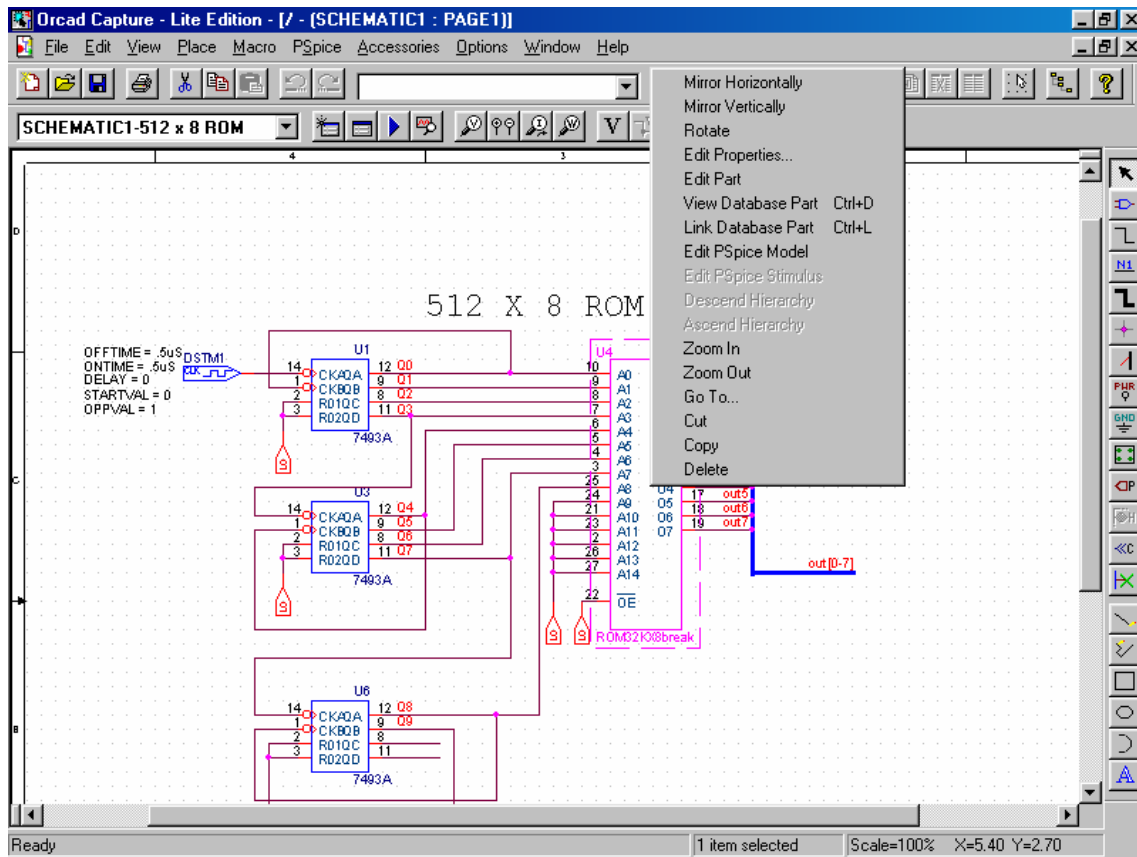 Orcad Capture - Lite Edition - [/ - (SCHEMATIC1 : PAGE1)]
File Edit View Place Macro PSpice Accessories Options Window Help
SCHEMATIC1-512 x 8 ROM
V
Mirror Horizontally
Mirror Vertically
Rotate
Edit Properties...
Edit Part
View Database Part Ctrl+D
Link Database Part Ctrl+L
Edit PSpice Model
Edit PSpice Stimulus
Descend Hierarchy
Ascend Hierarchy
Zoom In
Zoom Out
Go To...
Cut
Copy
Delete
4 3
D
C
B
512 X 8 ROM
OFFTIME = .5uS
ONTIME = .5uS
DELAY = 0
STARTVAL = 0
OPPVAL = 1
DSTM1
CLK
U1
14 CKAQA 12 Q0
1 CKBQB 9 Q1
2 R01QC 8 Q2
3 R02QD 11 Q3
7493A
S
U3
14 CKAQA 12 Q4
1 CKBQB 9 Q5
2 R01QC 8 Q6
3 R02QD 11 Q7
7493A
S
U6
14 CKAQA 12 Q8
1 CKBQB 9 Q9
2 R01QC 8
3 R02QD 11
7493A
U4
10 A0
9 A1
8 A2
7 A3
6 A4
5 A5
4 A6
3 A7
25 A8 O4
24 A9 O5 17 out5
21 A10 O6 18 out6
23 A11 O7 19 out7
2 A12
26 A13
27 A14
22 OE
S S
ROM32KX8break
out[0-7]
N1
PWR
GND
P
H
C
A
Ready 1 item selected Scale=100% X=5.40 Y=2.70